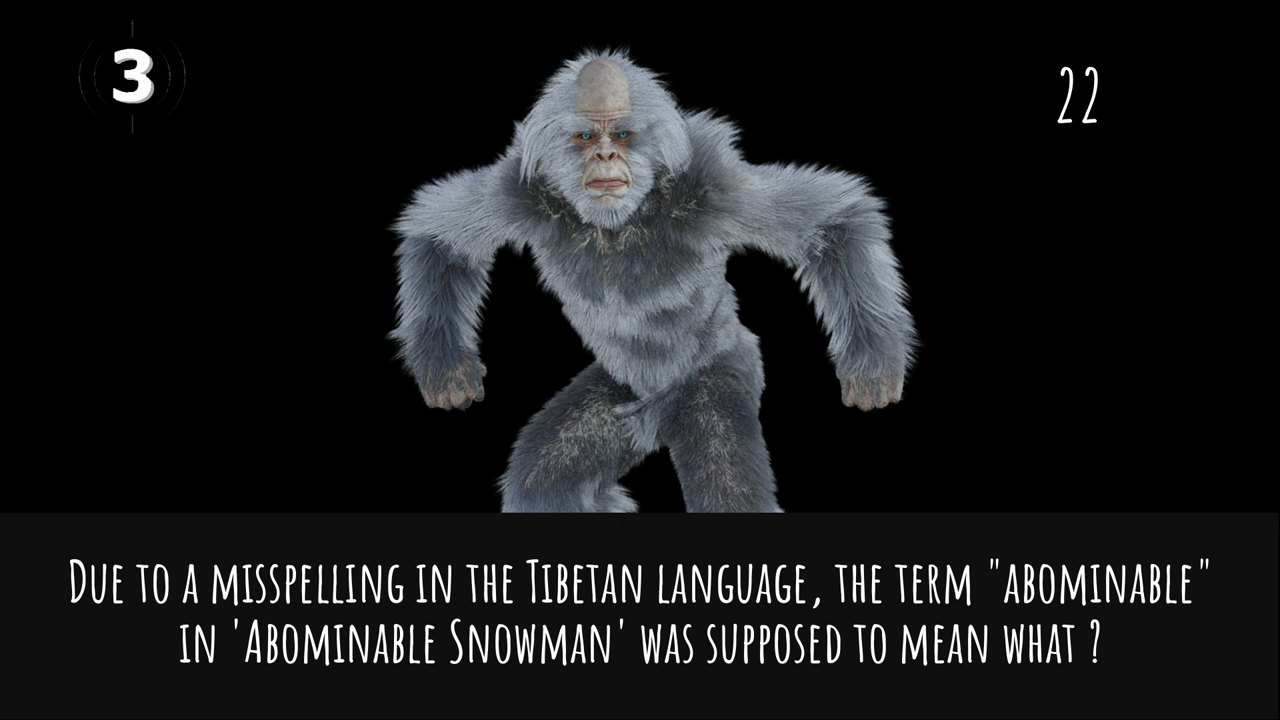 3
22
Due to a misspelling in the Tibetan language, the term "abominable"
in 'Abominable Snowman' was supposed to mean what ?